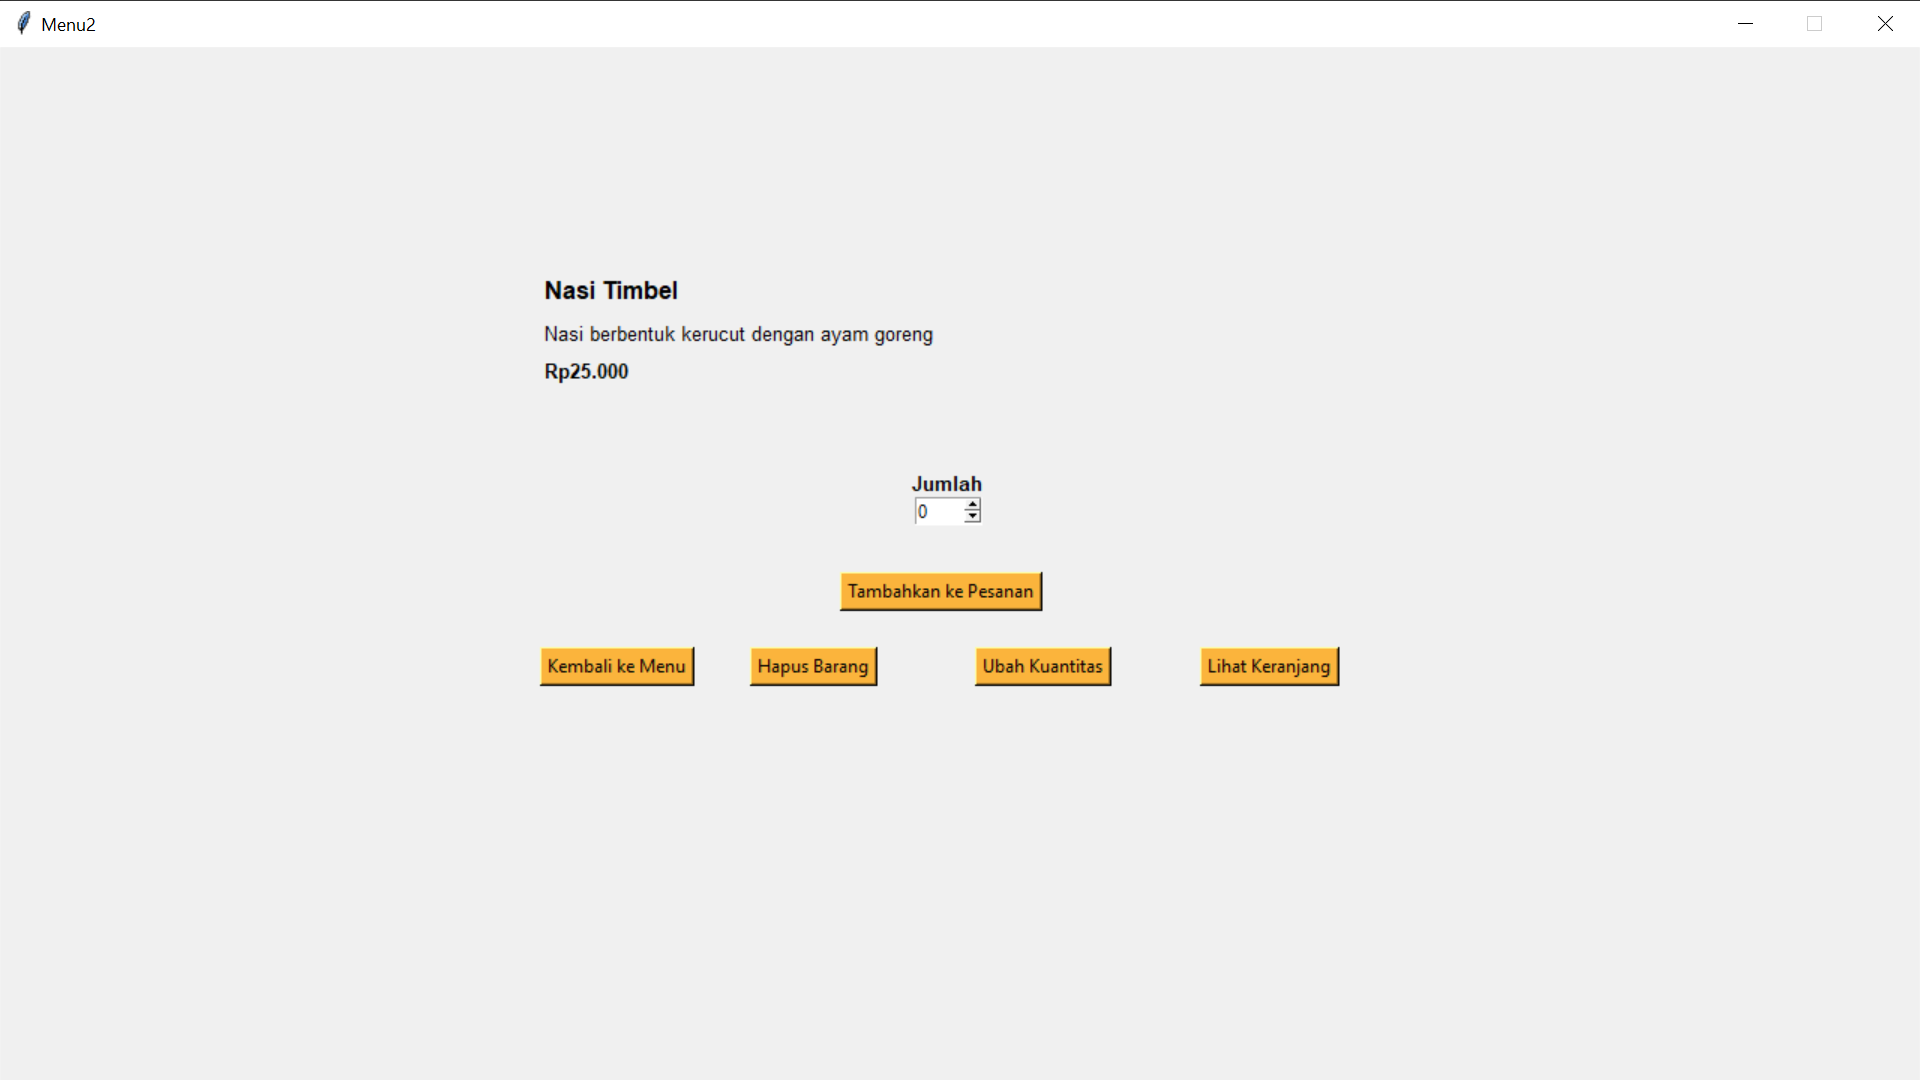 Menu2
Nasi Timbel
Nasi berbentuk kerucut dengan ayam goreng
Rp25.000
Jumlah
0
Tambahkan ke Pesanan
Kembali ke Menu
Hapus Barang
Ubah Kuantitas
Lihat Keranjang